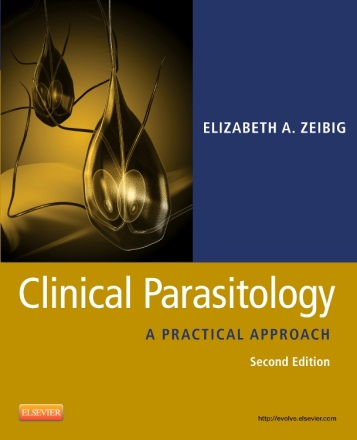 ELIZABETH A. ZEIBIG
Clinical Parasitology
A PRACTICAL APPROACH
Second Edition
ELSEVIER
http://evolve.elsevier.com